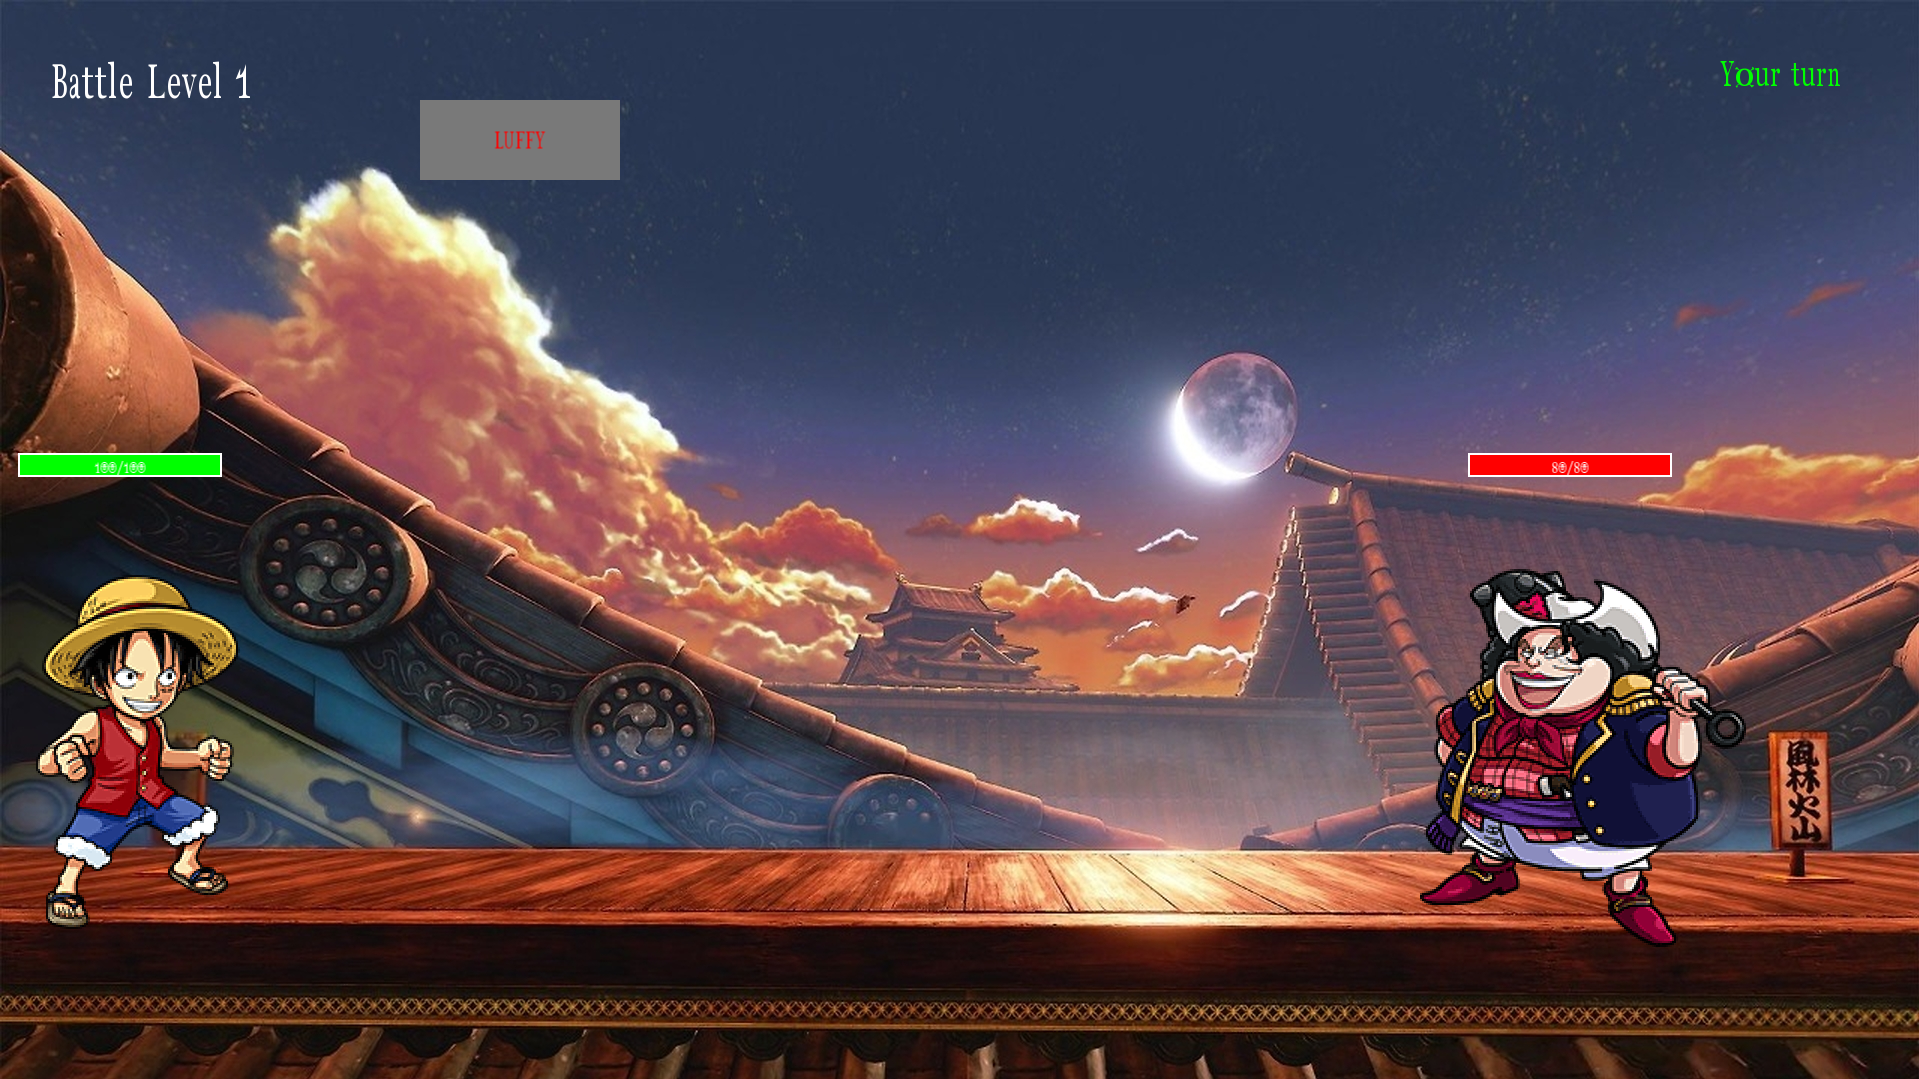 Battle Level 1
Your turn
LUFFY
100/100
80/80
風林火山